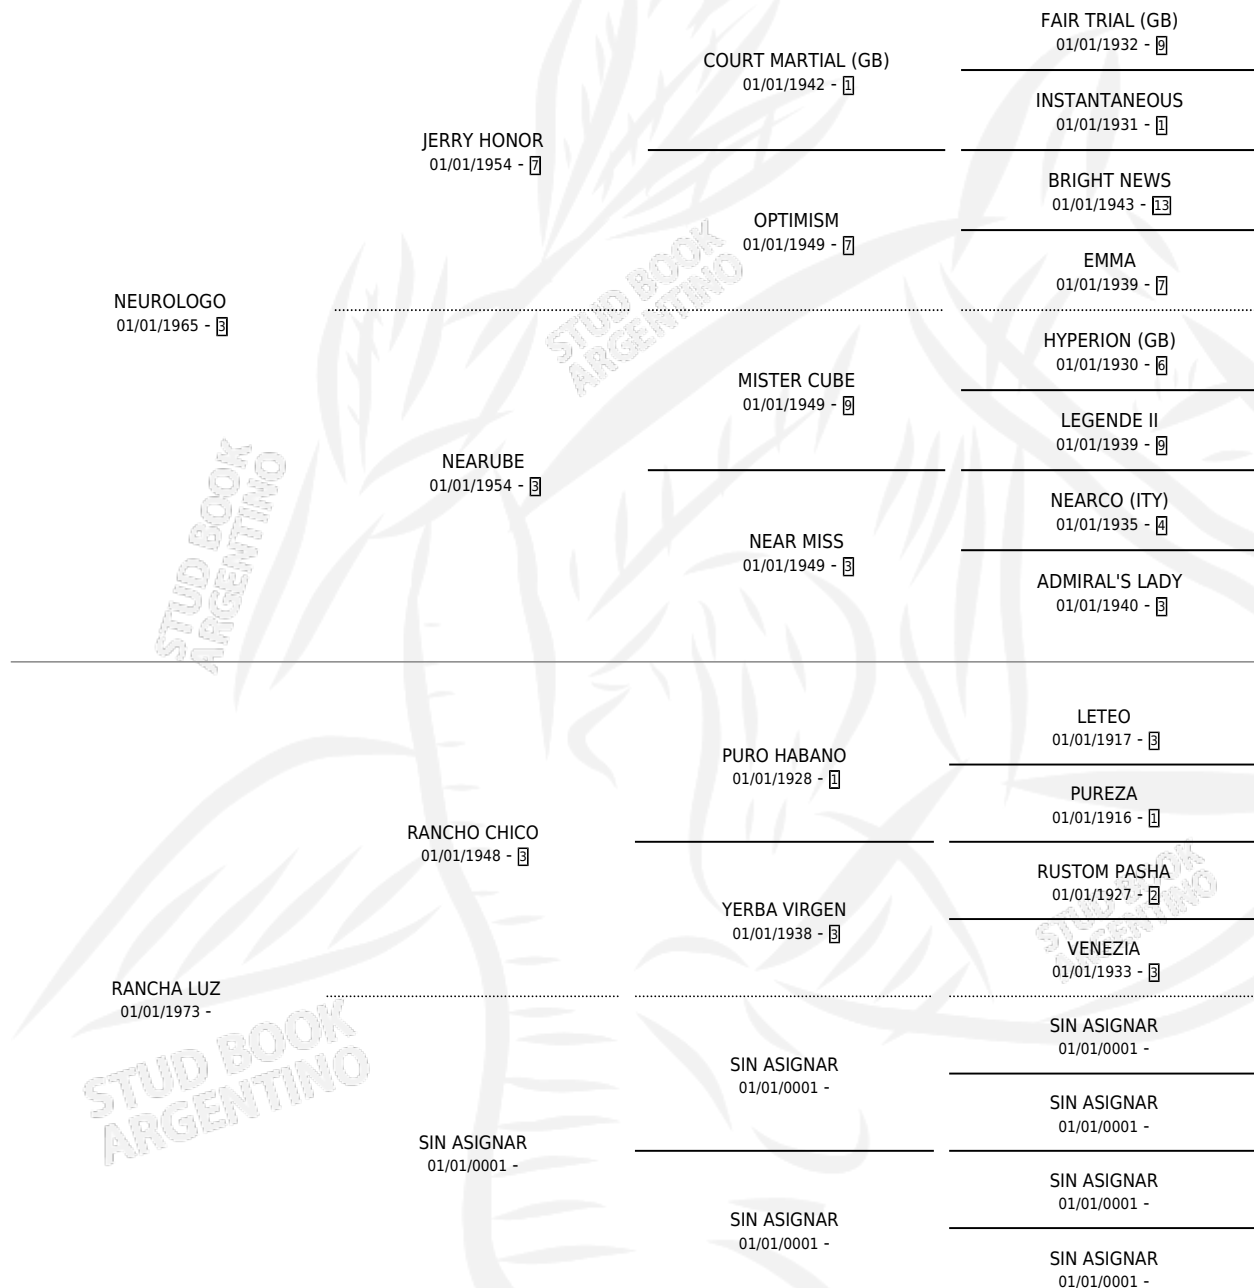 FAIR TRIAL (GB)
01/01/1932 - 9
COURT MARTIAL (GB)
01/01/1942 - 1
INSTANTANEOUS
01/01/1931 - 1
JERRY HONOR
01/01/1954 - 7
BRIGHT NEWS
01/01/1943 - 13
OPTIMISM
01/01/1949 - 7
EMMA
01/01/1939 - 7
NEUROLOGO
01/01/1965 - 3
HYPERION (GB)
01/01/1930 - 6
MISTER CUBE
01/01/1949 - 9
LEGENDE II
01/01/1939 - 9
NEARUBE
01/01/1954 - 3
NEARCO (ITY)
01/01/1935 - 4
NEAR MISS
01/01/1949 - 3
ADMIRAL'S LADY
01/01/1940 - 3
LETEO
01/01/1917 - 3
PURO HABANO
01/01/1928 - 1
PUREZA
01/01/1916 - 1
RANCHO CHICO
01/01/1948 - 3
RUSTOM PASHA
01/01/1927 - 2
YERBA VIRGEN
01/01/1938 - 3
VENEZIA
01/01/1933 - 3
RANCHA LUZ
01/01/1973 -
SIN ASIGNAR
01/01/0001 -
SIN ASIGNAR
01/01/0001 -
SIN ASIGNAR
01/01/0001 -
SIN ASIGNAR
01/01/0001 -
SIN ASIGNAR
01/01/0001 -
SIN ASIGNAR
01/01/0001 -
SIN ASIGNAR
01/01/0001 -
STUD BOOK
ARGENTINO
STUD BOOK
ARGENTINO
STUD BOOK
ARGENTINO
STUD BOOK
ARGENTINO